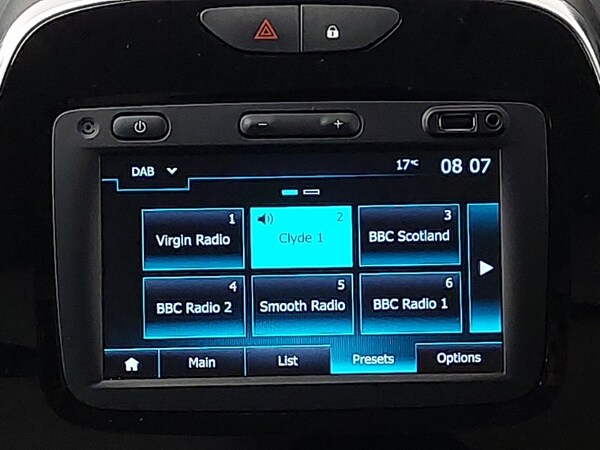 DAB
17°C
08 07
1
Virgin Radio
2
Clyde 1
3
BBC Scotland
4
BBC Radio 2
5
Smooth Radio
6
BBC Radio 1
Main
List
Presets
Options